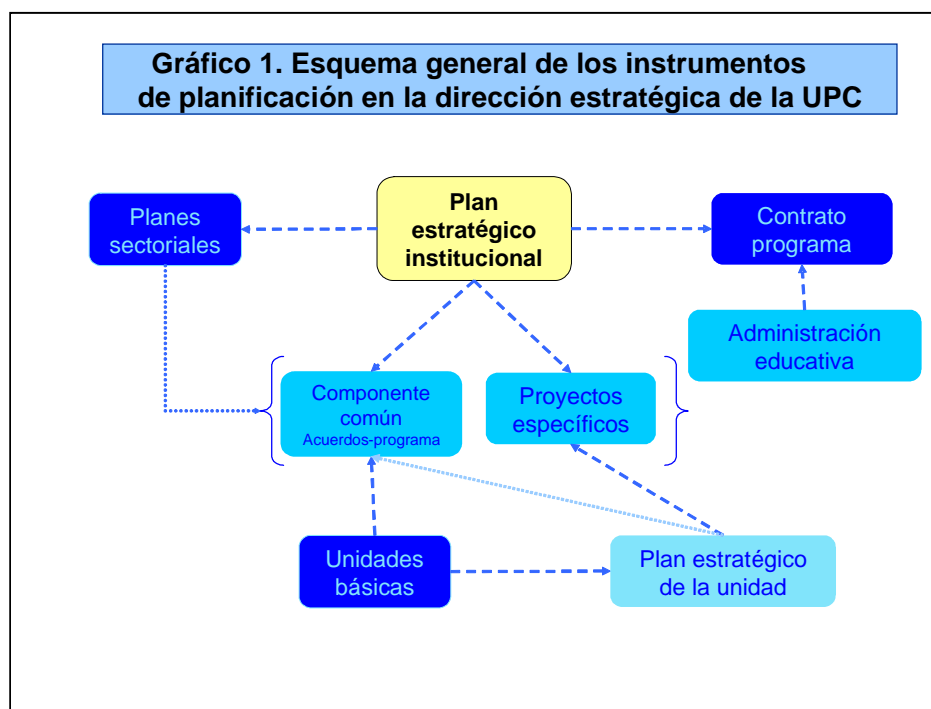 Gráfico 1. Esquema general de los instrumentos
de planificación en la dirección estratégica de la UPC
Planes
sectoriales
Plan
estratégico
institucional
Contrato
programa
Administración
educativa
Componente
común
Acuerdos-programa
Proyectos
específicos
Unidades
básicas
Plan estratégico
de la unidad